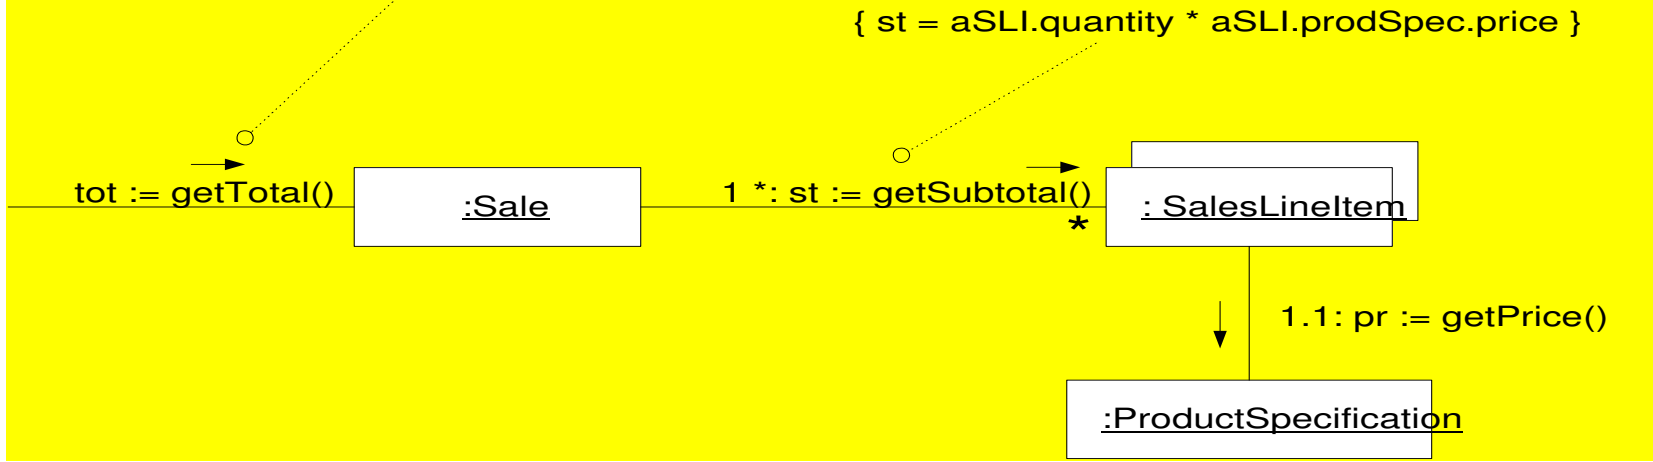 { st = aSLI.quantity * aSLI.prodSpec.price }
tot := getTotal()
:Sale
1 *: st := getSubtotal()
: SalesLineItem
*
1.1: pr := getPrice()
:ProductSpecification